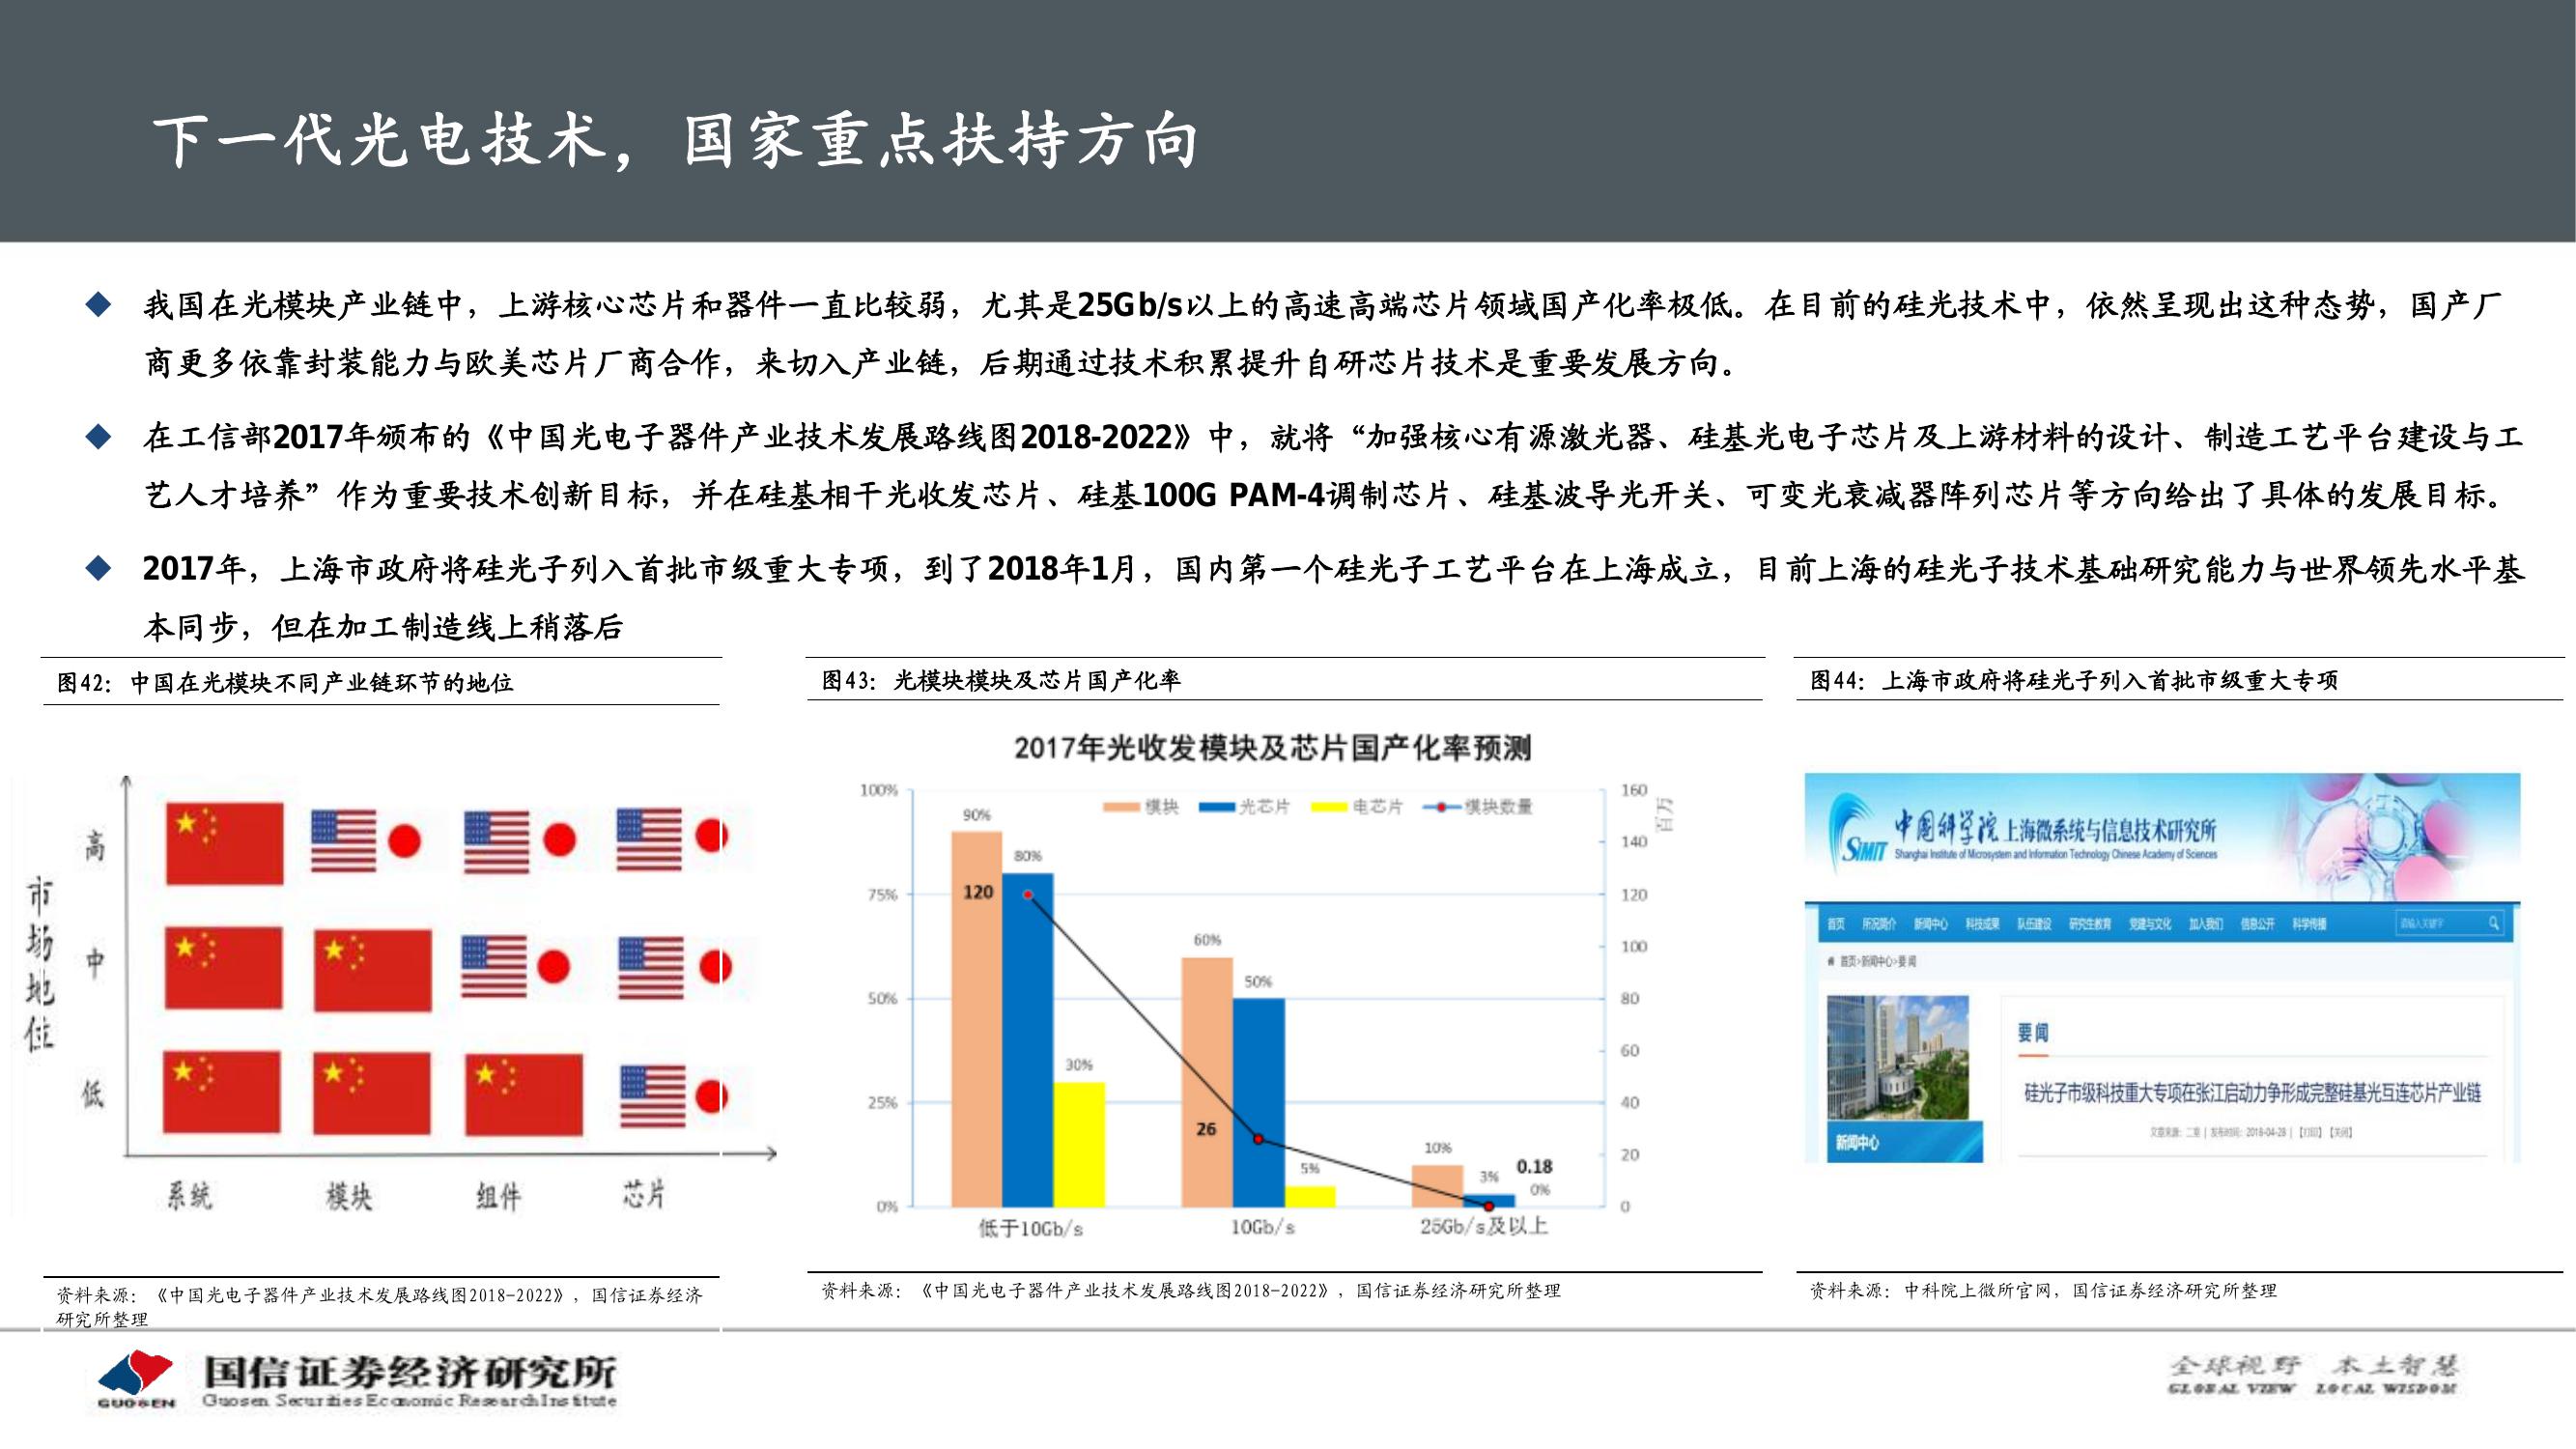 下一代光电技术，国家重点扶持方向
我国在光模块产业链中，上游核心芯片和器件一直比较弱，尤其是25Gb/s以上的高速高端芯片领域国产化率极低。在目前的硅光技术中，依然呈现出这种态势，国产厂
商更多依靠封装能力与欧美芯片厂商合作，来切入产业链，后期通过技术积累提升自研芯片技术是重要发展方向。
在工信部2017年颁布的《中国光电子器件产业技术发展路线图2018-2022》中，就将“加强核心有源激光器、硅基光电子芯片及上游材料的设计、制造工艺平台建设与工
艺人才培养”作为重要技术创新目标，并在硅基相干光收发芯片、硅基100G PAM-4调制芯片、硅基波导光开关、可变光衰减器阵列芯片等方向给出了具体的发展目标。
2017年，上海市政府将硅光子列入首批市级重大专项，到了2018年1月，国内第一个硅光子工艺平台在上海成立，目前上海的硅光子技术基础研究能力与世界领先水平基
本同步，但在加工制造线上稍落后
图42：中国在光模块不同产业链环节的地位
市场地位
高
中
低
系统 模块 组件 芯片
资料来源：《中国光电子器件产业技术发展路线图2018-2022》，国信证券经济
研究所整理
图43：光模块模块及芯片国产化率
2017年光收发模块及芯片国产化率预测
模块 光芯片 电芯片 模块数量
百万
100%
75%
50%
25%
0%
160
140
120
100
80
60
40
20
0
90%
80%
30%
120
60%
50%
5%
26
10%
3%
0%
0.18
低于10Gb/s 10Gb/s 25Gb/s及以上
资料来源：《中国光电子器件产业技术发展路线图2018-2022》，国信证券经济研究所整理
图44：上海市政府将硅光子列入首批市级重大专项
SIMIT
中国科学院上海微系统与信息技术研究所
Shanghai Institute of Microsystem and Information Technology Chinese Academy of Sciences
首页 所况简介 新闻中心 科技成果 队伍建设 研究生教育 党建与文化 加入我们 信息公开 科学传播
首页>新闻中心>要闻
要闻
硅光子市级科技重大专项在张江启动力争形成完整硅基光互连芯片产业链
发布时间：2018-04-28 | 【打印】【关闭】
新闻中心
资料来源：中科院上微所官网，国信证券经济研究所整理
GUOSEN
国信证券经济研究所
Guosen Securities Economic Research Institute
全球视野 本土智慧
GLOBAL VIEW LOCAL WISDOM